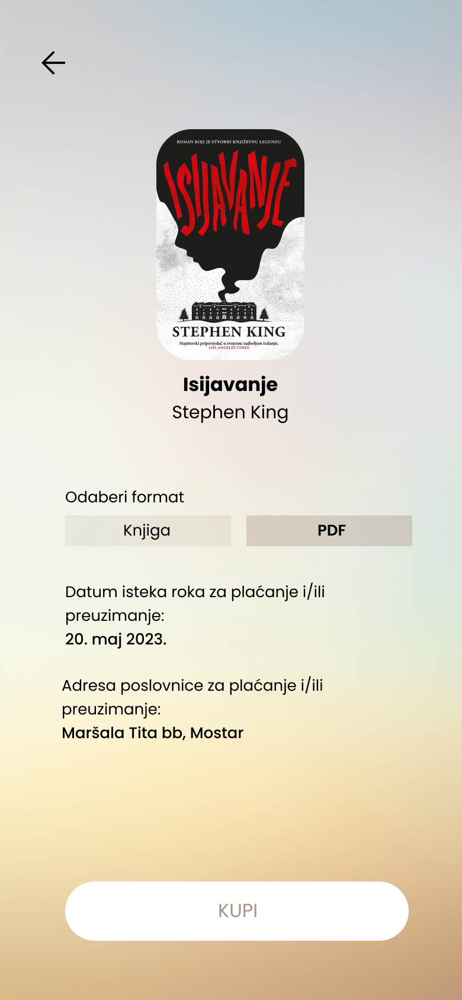 ROMAN KOJI JE STVORIO KNJIŽEVNU LEGENDU
ISIJAVANJE
STEPHEN KING
Majstorski pripovjedač u svojemu najboljem izdanju.
LOS ANGELES TIMES
Isijavanje
Stephen King
Odaberi format
Knjiga
PDF
Datum isteka roka za plaćanje i/ili
preuzimanje:
20. maj 2023.
Adresa poslovnice za plaćanje i/ili
preuzimanje:
Maršala Tita bb, Mostar
KUPI